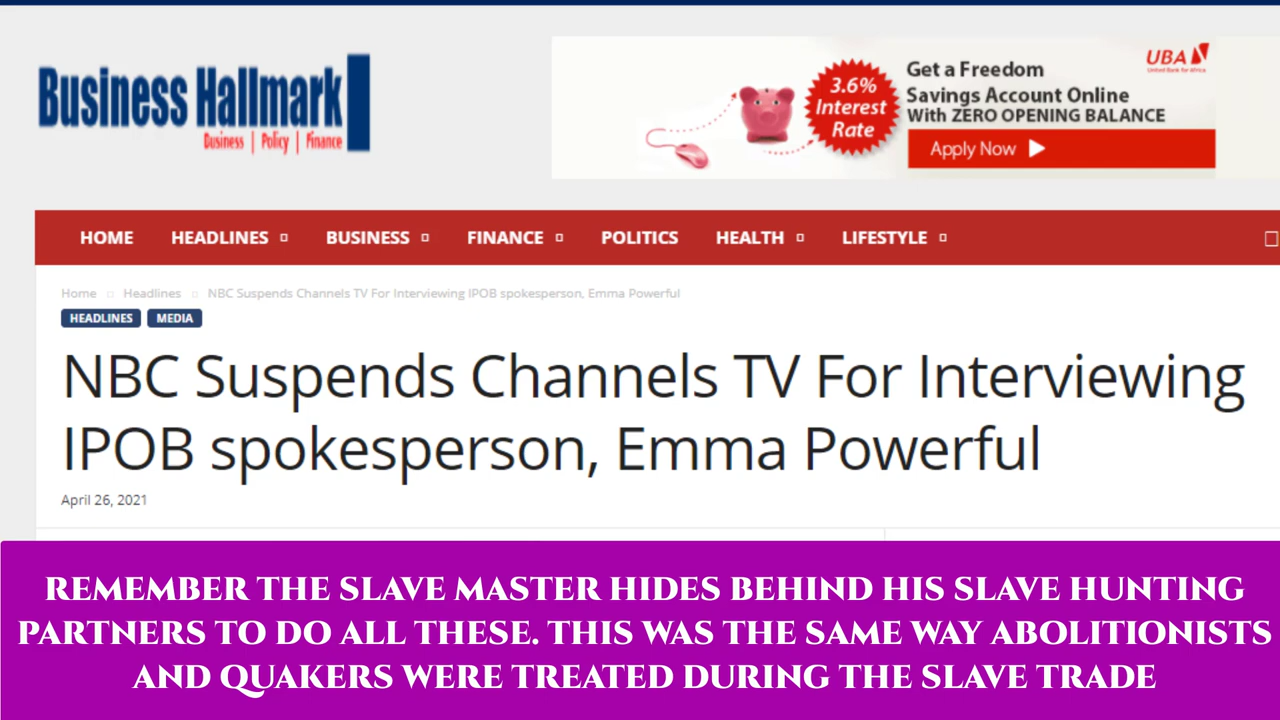 Business Hallmark
Business | Policy | Finance
UBA
United Bank for Africa
3.6%
Interest
Rate
Get a Freedom
Savings Account Online
With ZERO OPENING BALANCE
Apply Now
HOME HEADLINES BUSINESS FINANCE POLITICS HEALTH LIFESTYLE
Home Headlines NBC Suspends Channels TV For Interviewing IPOB spokesperson, Emma Powerful
HEADLINES MEDIA
NBC Suspends Channels TV For Interviewing
IPOB spokesperson, Emma Powerful
April 26, 2021
REMEMBER THE SLAVE MASTER HIDES BEHIND HIS SLAVE HUNTING
PARTNERS TO DO ALL THESE. THIS WAS THE SAME WAY ABOLITIONISTS
AND QUAKERS WERE TREATED DURING THE SLAVE TRADE